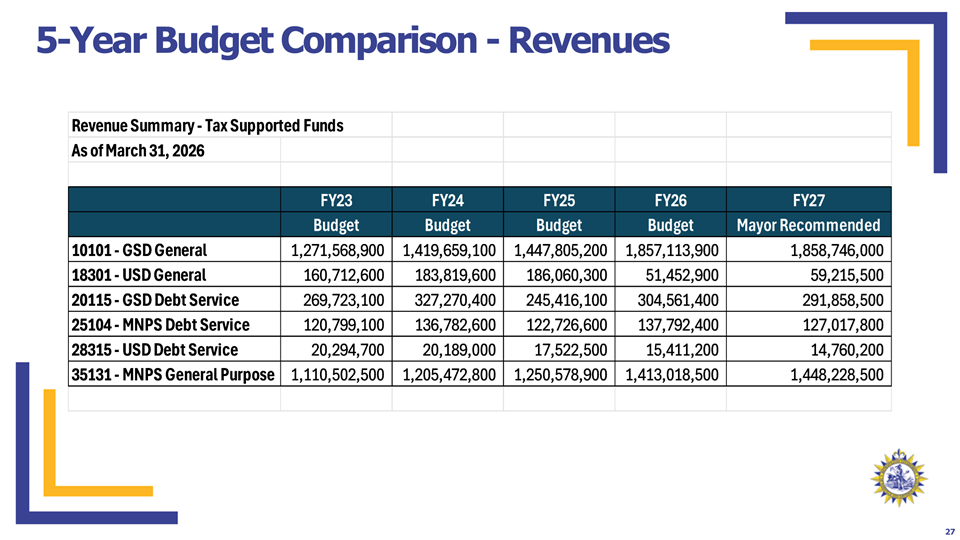 5-Year Budget Comparison - Revenues
Revenue Summary - Tax Supported Funds
As of March 31, 2026
FY23 FY24 FY25 FY26 FY27
Budget Budget Budget Budget Mayor Recommended
10101 - GSD General 1,271,568,900 1,419,659,100 1,447,805,200 1,857,113,900 1,858,746,000
18301 - USD General 160,712,600 183,819,600 186,060,300 51,452,900 59,215,500
20115 - GSD Debt Service 269,723,100 327,270,400 245,416,100 304,561,400 291,858,500
25104 - MNPS Debt Service 120,799,100 136,782,600 122,726,600 137,792,400 127,017,800
28315 - USD Debt Service 20,294,700 20,189,000 17,522,500 15,411,200 14,760,200
35131 - MNPS General Purpose 1,110,502,500 1,205,472,800 1,250,578,900 1,413,018,500 1,448,228,500
27